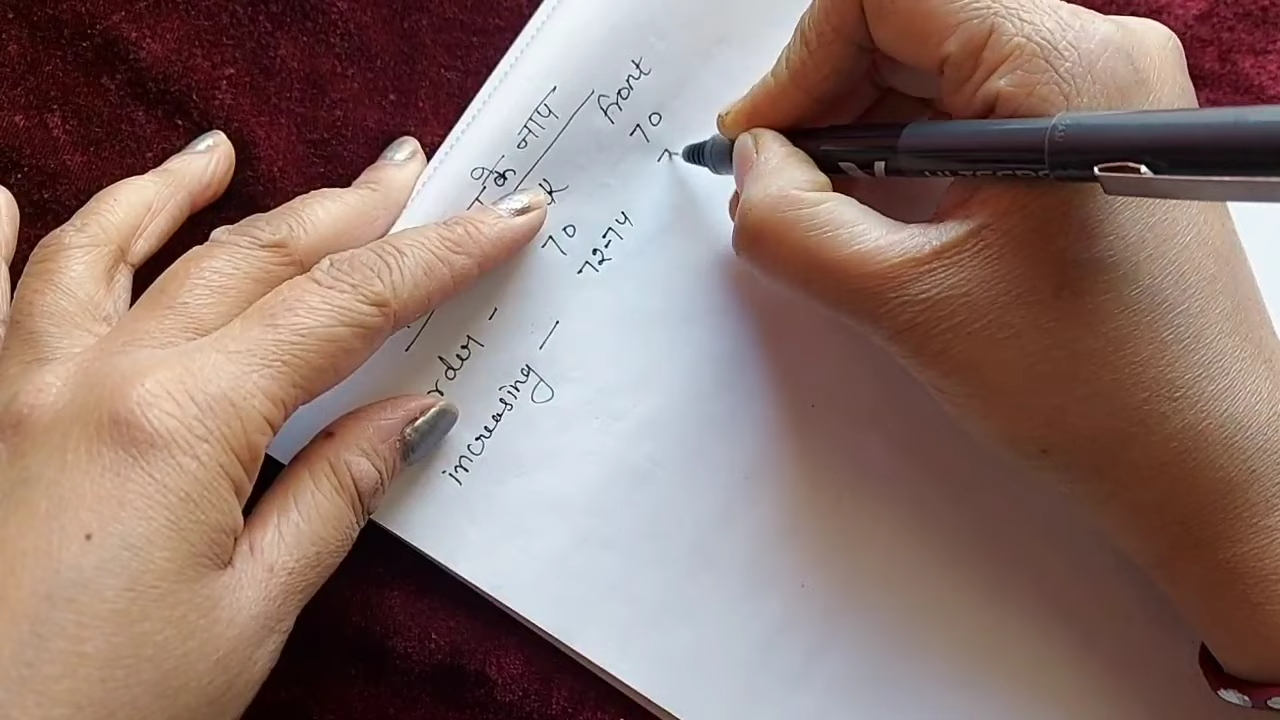 के नाप
front
70 70
rder - 72-74
increasing —